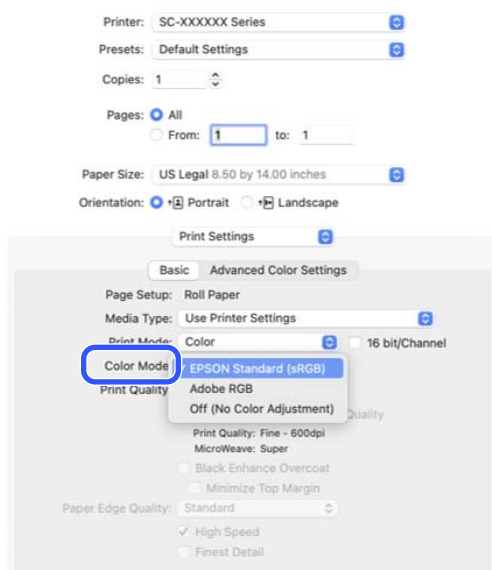 Printer: SC-XXXXXX Series
Presets: Default Settings
Copies: 1
Pages: All
From: 1 to: 1
Paper Size: US Legal 8.50 by 14.00 inches
Orientation: Portrait Landscape
Print Settings
Basic Advanced Color Settings
Page Setup: Roll Paper
Media Type: Use Printer Settings
Print Mode: Color 16 bit/Channel
Color Mode ✓ EPSON Standard (sRGB)
Print Quality Adobe RGB
Off (No Color Adjustment) Quality
Print Quality: Fine - 600dpi
MicroWeave: Super
Black Enhance Overcoat
Minimize Top Margin
Paper Edge Quality: Standard
High Speed
Finest Detail